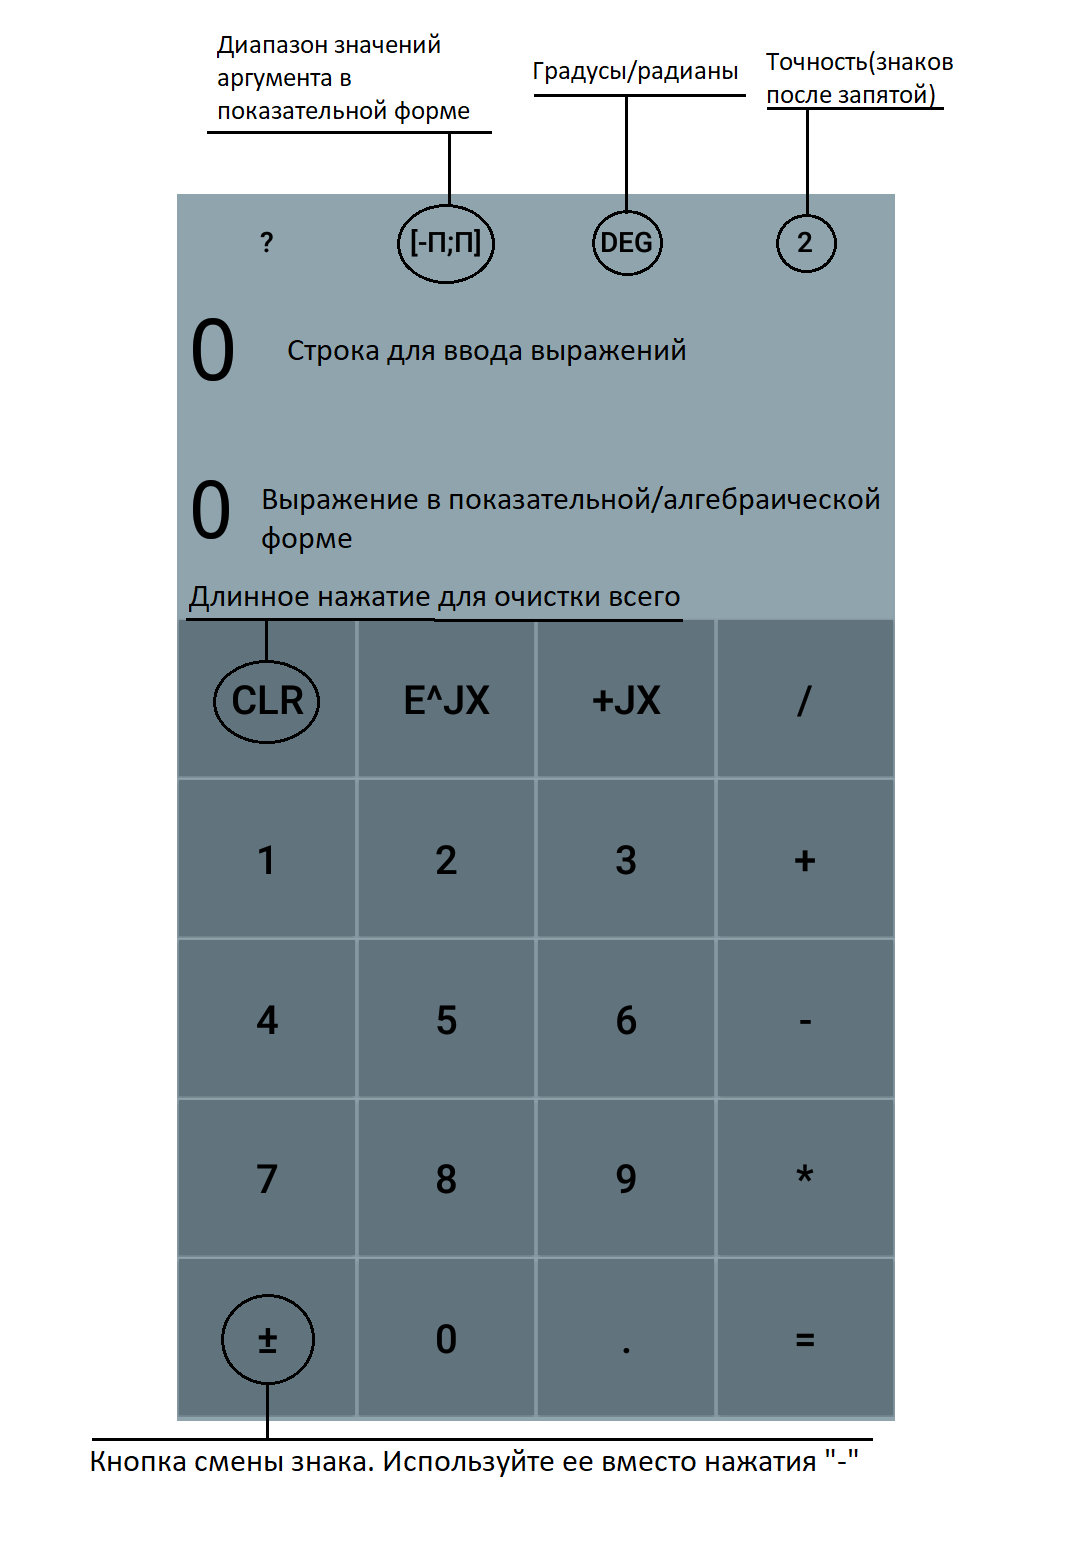 Диапазон значений
аргумента в
показательной форме
Градусы/радианы
Точность(знаков
после запятой)
? [-П;П] DEG 2
0 Строка для ввода выражений
0 Выражение в показательной/алгебраической
форме
Длинное нажатие для очистки всего
CLR E^JX +JX /
1 2 3 +
4 5 6 -
7 8 9 *
± 0 . =
Кнопка смены знака. Используйте ее вместо нажатия "-"